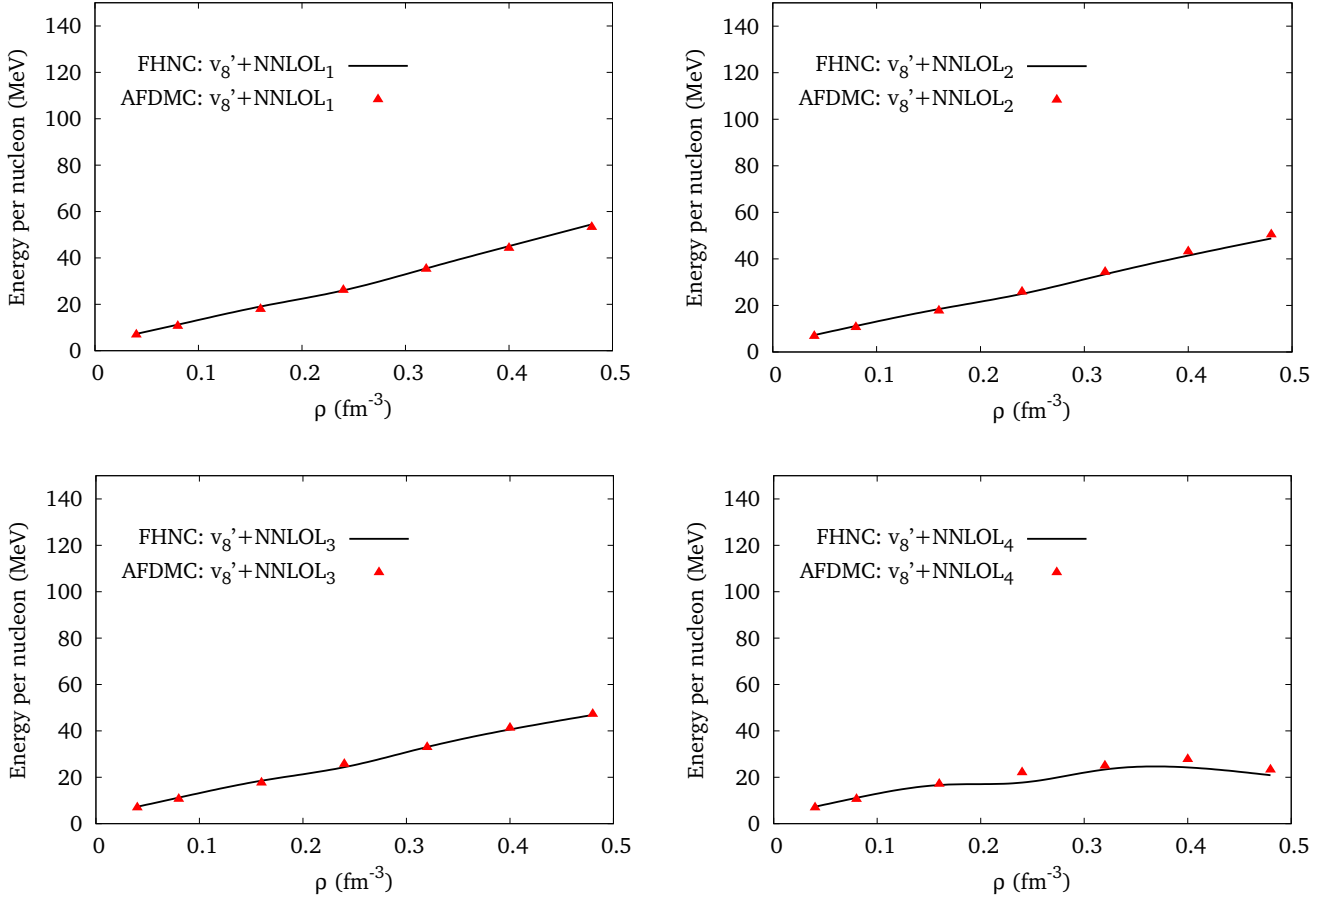 Energy per nucleon (MeV)
140
120
100
80
60
40
20
0
FHNC: v8’+NNLOL1
AFDMC: v8’+NNLOL1
0 0.1 0.2 0.3 0.4 0.5
ρ (fm-3)
Energy per nucleon (MeV)
140
120
100
80
60
40
20
0
FHNC: v8’+NNLOL2
AFDMC: v8’+NNLOL2
0 0.1 0.2 0.3 0.4 0.5
ρ (fm-3)
Energy per nucleon (MeV)
140
120
100
80
60
40
20
0
FHNC: v8’+NNLOL3
AFDMC: v8’+NNLOL3
0 0.1 0.2 0.3 0.4 0.5
ρ (fm-3)
Energy per nucleon (MeV)
140
120
100
80
60
40
20
0
FHNC: v8’+NNLOL4
AFDMC: v8’+NNLOL4
0 0.1 0.2 0.3 0.4 0.5
ρ (fm-3)